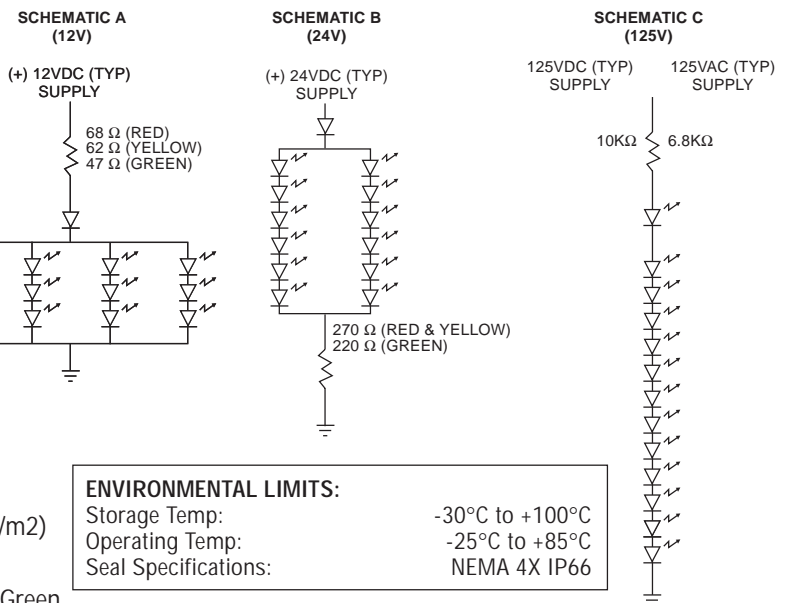 SCHEMATIC A
(12V)
(+) 12VDC (TYP)
SUPPLY
68 Ω (RED)
62 Ω (YELLOW)
47 Ω (GREEN)
SCHEMATIC B
(24V)
(+) 24VDC (TYP)
SUPPLY
270 Ω (RED & YELLOW)
220 Ω (GREEN)
SCHEMATIC C
(125V)
125VDC (TYP)
SUPPLY
125VAC (TYP)
SUPPLY
10KΩ
6.8KΩ
/m2)
Green
ENVIRONMENTAL LIMITS:
Storage Temp: -30°C to +100°C
Operating Temp: -25°C to +85°C
Seal Specifications: NEMA 4X IP66